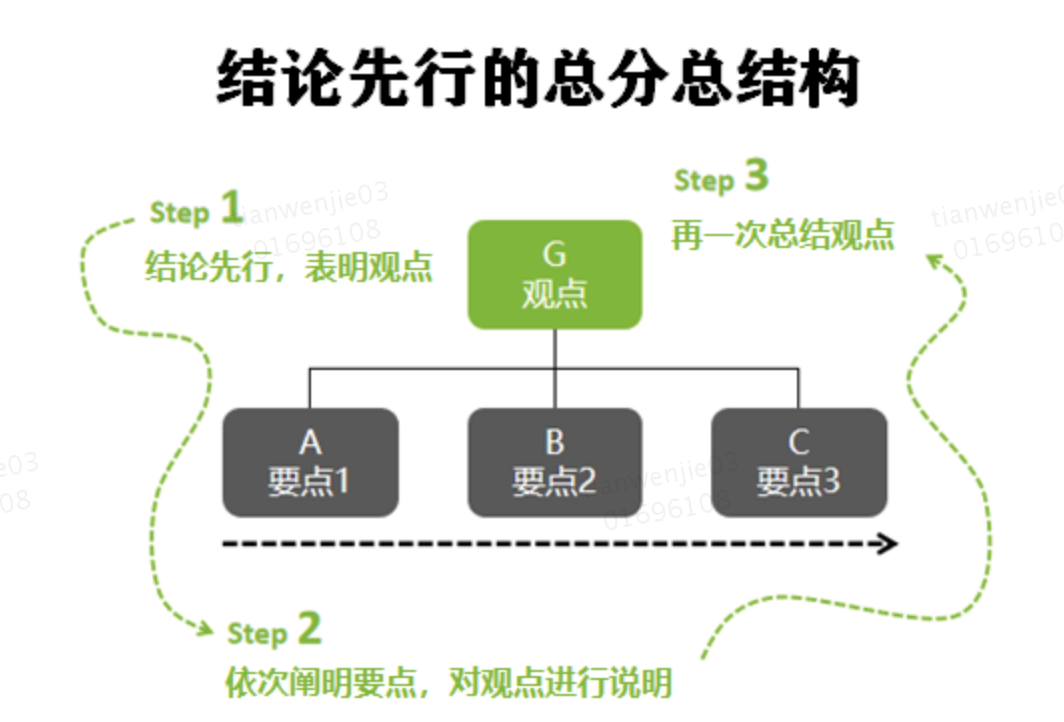 结论先行的总分总结构
Step 1
结论先行，表明观点
Step 3
再一次总结观点
G
观点
A
要点1
B
要点2
C
要点3
Step 2
依次阐明要点，对观点进行说明
tianwenjie03
01696108
tianwenjie0
0169610
e03
08
tianwenjie03
01696108